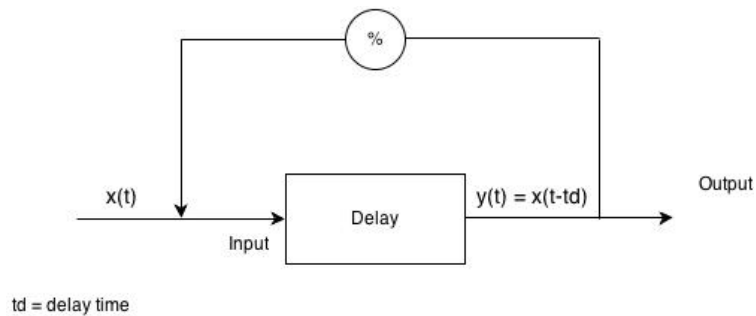 %
x(t)
y(t) = x(t-td)
Output
Delay
Input
td = delay time